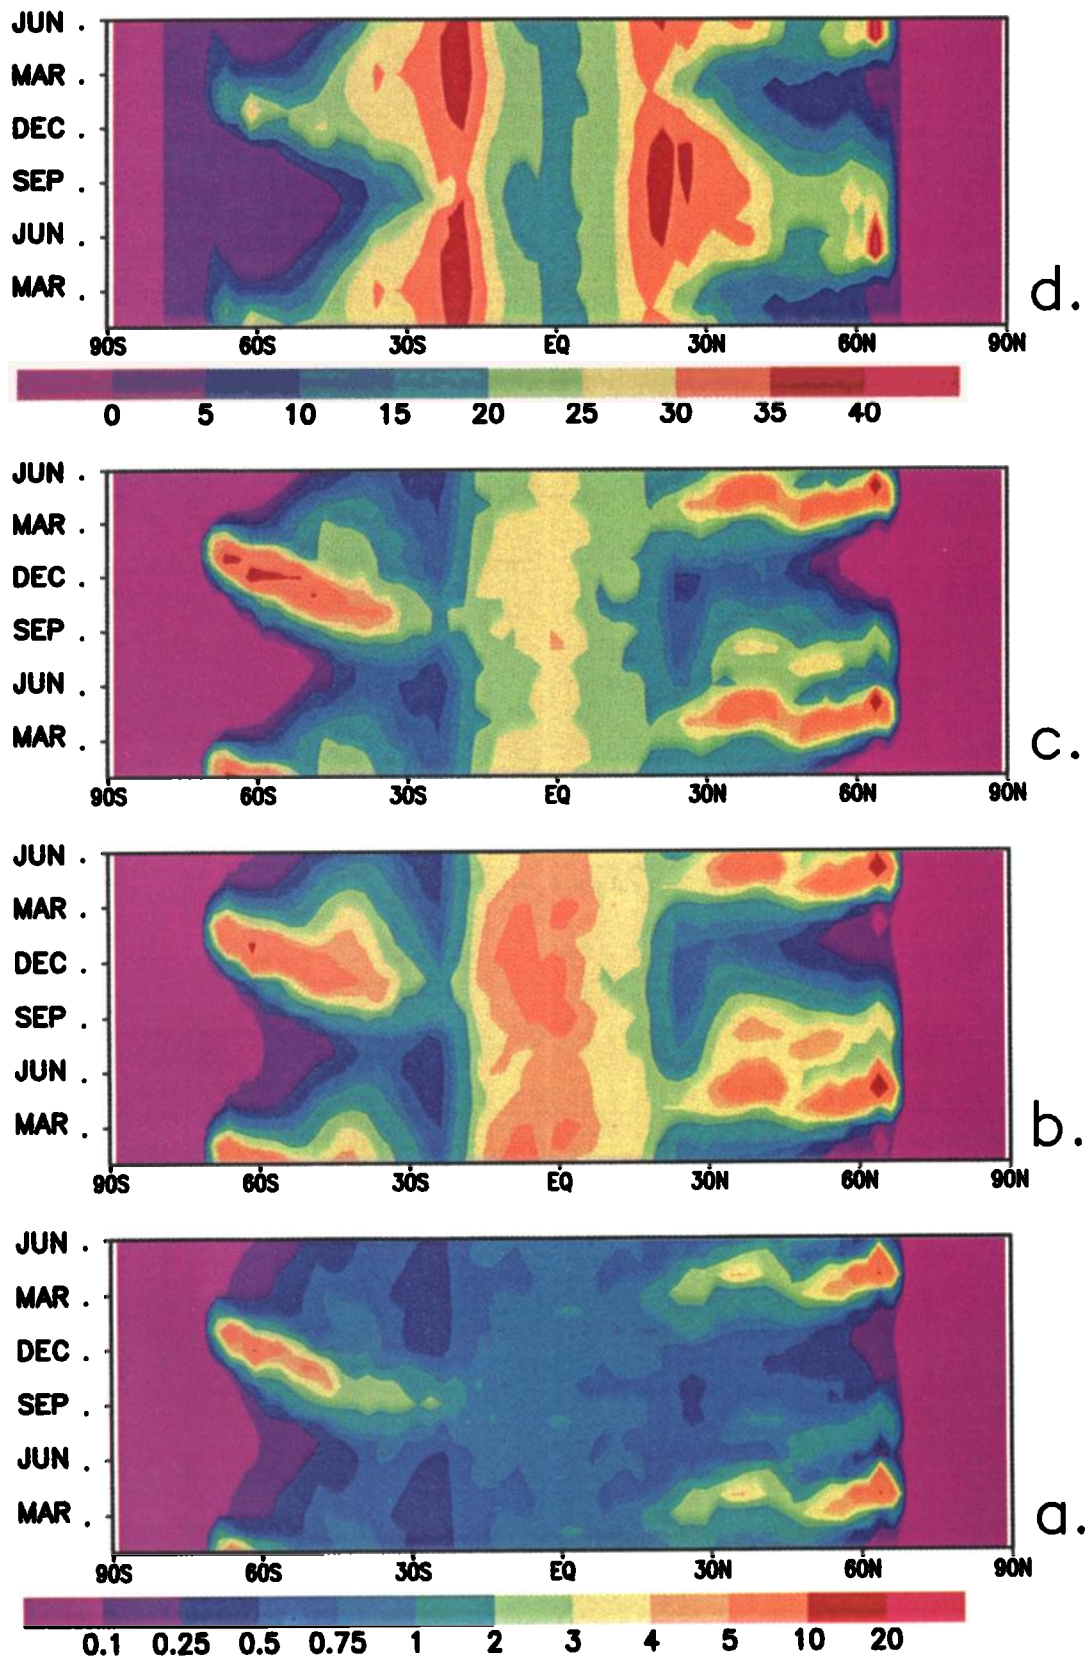 JUN .
MAR .
DEC .
SEP .
JUN .
MAR .
d.
90S 60S 30S EQ 30N 60N 90N
0 5 10 15 20 25 30 35 40
JUN .
MAR .
DEC .
SEP .
JUN .
MAR .
c.
90S 60S 30S EQ 30N 60N 90N
JUN .
MAR .
DEC .
SEP .
JUN .
MAR .
b.
90S 60S 30S EQ 30N 60N 90N
JUN .
MAR .
DEC .
SEP .
JUN .
MAR .
a.
90S 60S 30S EQ 30N 60N 90N
0.1 0.25 0.5 0.75 1 2 3 4 5 10 20